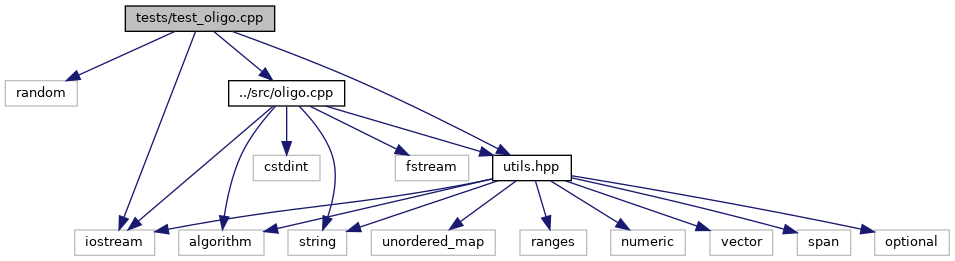 tests/test_oligo.cpp
random
../src/oligo.cpp
cstdint
fstream
utils.hpp
iostream
algorithm
string
unordered_map
ranges
numeric
vector
span
optional